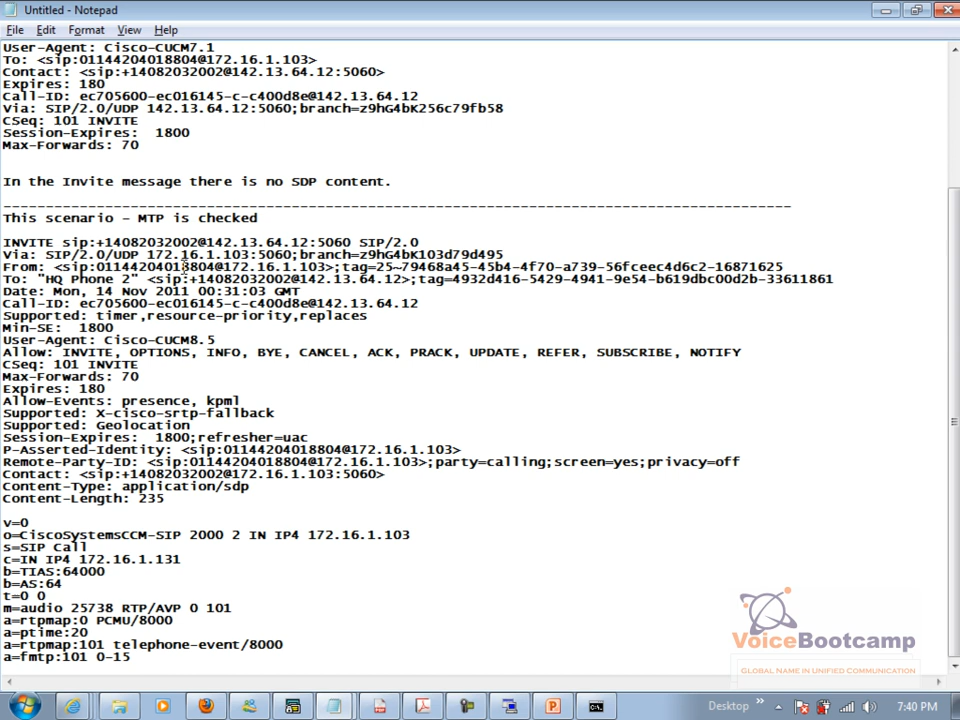 Untitled - Notepad
File Edit Format View Help
User-Agent: Cisco-CUCM7.1
To: <sip:01144204018804@172.16.1.103>
Contact: <sip:+14082032002@142.13.64.12:5060>
Expires: 180
Call-ID: ec705600-ec016145-c-c400d8e@142.13.64.12
Via: SIP/2.0/UDP 142.13.64.12:5060;branch=z9hG4bK256c79fb58
CSeq: 101 INVITE
Session-Expires:  1800
Max-Forwards: 70
In the Invite message there is no SDP content.
--------------------------------------------------------------------------------
This scenario - MTP is checked
INVITE sip:+14082032002@142.13.64.12:5060 SIP/2.0
Via: SIP/2.0/UDP 172.16.1.103:5060;branch=z9hG4bK103d79d495
From: <sip:01144204018804@172.16.1.103>;tag=25~79468a45-45b4-4f70-a739-56fceec4d6c2-16871625
To: "HQ Phone 2" <sip:+14082032002@142.13.64.12>;tag=4932d416-5429-4941-9e54-b619dbc00d2b-33611861
Date: Mon, 14 Nov 2011 00:31:03 GMT
Call-ID: ec705600-ec016145-c-c400d8e@142.13.64.12
Supported: timer,resource-priority,replaces
Min-SE:  1800
User-Agent: Cisco-CUCM8.5
Allow: INVITE, OPTIONS, INFO, BYE, CANCEL, ACK, PRACK, UPDATE, REFER, SUBSCRIBE, NOTIFY
CSeq: 101 INVITE
Max-Forwards: 70
Expires: 180
Allow-Events: presence, kpml
Supported: X-cisco-srtp-fallback
Supported: Geolocation
Session-Expires:  1800;refresher=uac
P-Asserted-Identity: <sip:01144204018804@172.16.1.103>
Remote-Party-ID: <sip:01144204018804@172.16.1.103>;party=calling;screen=yes;privacy=off
Contact: <sip:+14082032002@172.16.1.103:5060>
Content-Type: application/sdp
Content-Length: 235
v=0
o=CiscoSystemsCCM-SIP 2000 2 IN IP4 172.16.1.103
s=SIP Call
c=IN IP4 172.16.1.131
b=TIAS:64000
b=AS:64
t=0 0
m=audio 25738 RTP/AVP 0 101
a=rtpmap:0 PCMU/8000
a=ptime:20
a=rtpmap:101 telephone-event/8000
a=fmtp:101 0-15
VoiceBootcamp
GLOBAL NAME IN UNIFIED COMMUNICATION
Desktop
7:40 PM